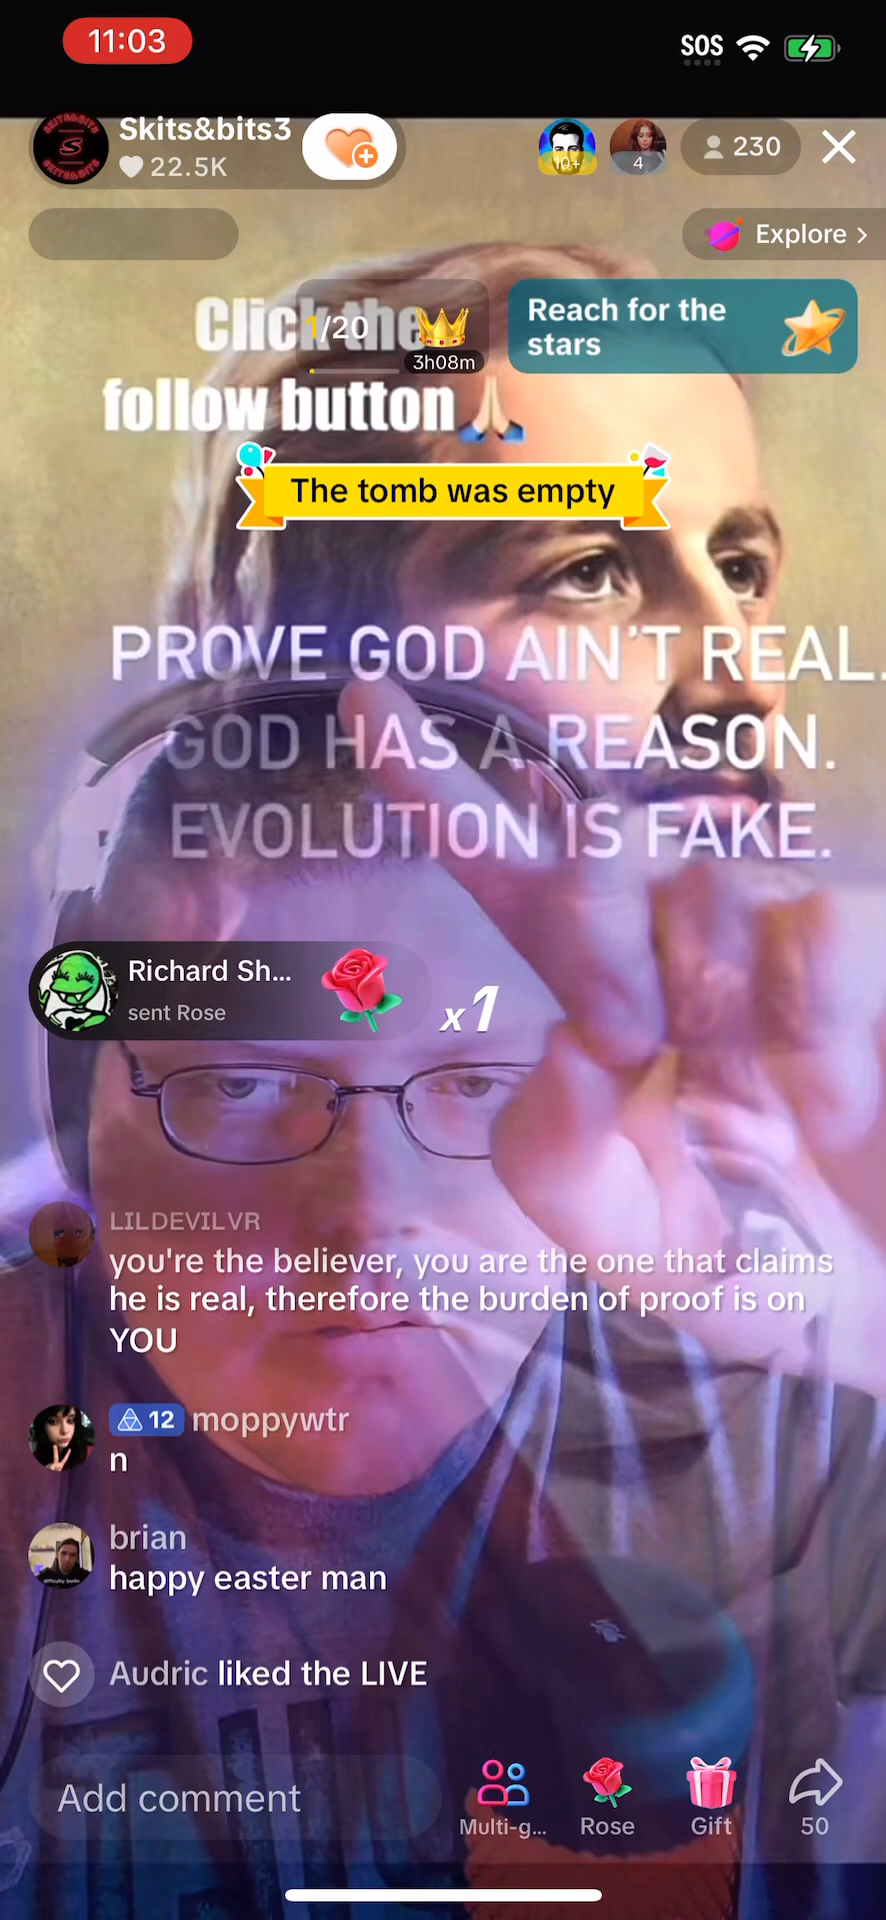 11:03
SOS
Skits&bits3
22.5K
10+
4
230
Explore >
Click the
1/20
3h08m
Reach for the
stars
follow button🙏🏻
The tomb was empty
PROVE GOD AIN'T REAL.
GOD HAS A REASON.
EVOLUTION IS FAKE.
Richard Sh...
sent Rose
x1
LILDEVILVR
you're the believer, you are the one that claims
he is real, therefore the burden of proof is on
YOU
12 moppywtr
n
brian
happy easter man
Audric liked the LIVE
Add comment
Multi-g...
Rose
Gift
50